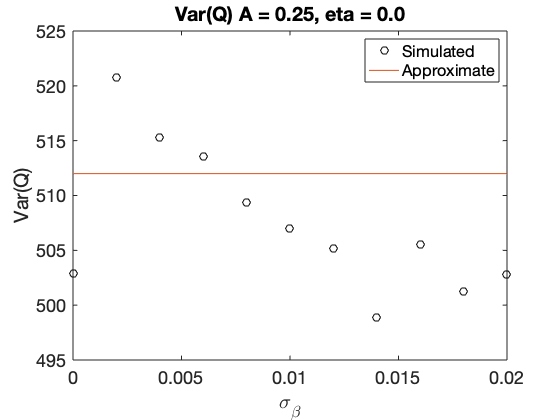 Var(Q) A = 0.25, eta = 0.0
Simulated
Approximate
Var(Q)
525
520
515
510
505
500
495
0 0.005 0.01 0.015 0.02
σβ